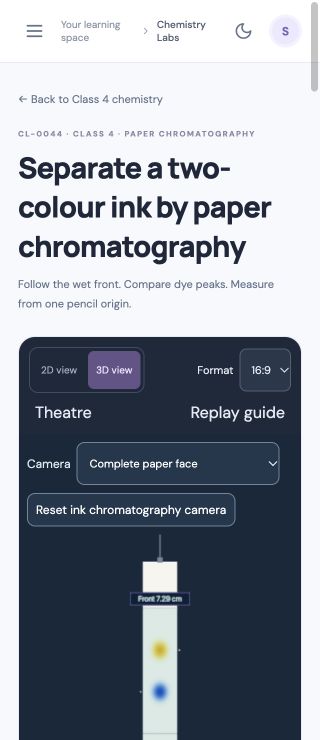 Your learning space
Chemistry Labs
S
← Back to Class 4 chemistry
CL-0044 · CLASS 4 · PAPER CHROMATOGRAPHY
Separate a two-
colour ink by paper
chromatography
Follow the wet front. Compare dye peaks. Measure
from one pencil origin.
2D view
3D view
Format
16:9
Theatre
Replay guide
Camera
Complete paper face
Reset ink chromatography camera
Front 7.29 cm